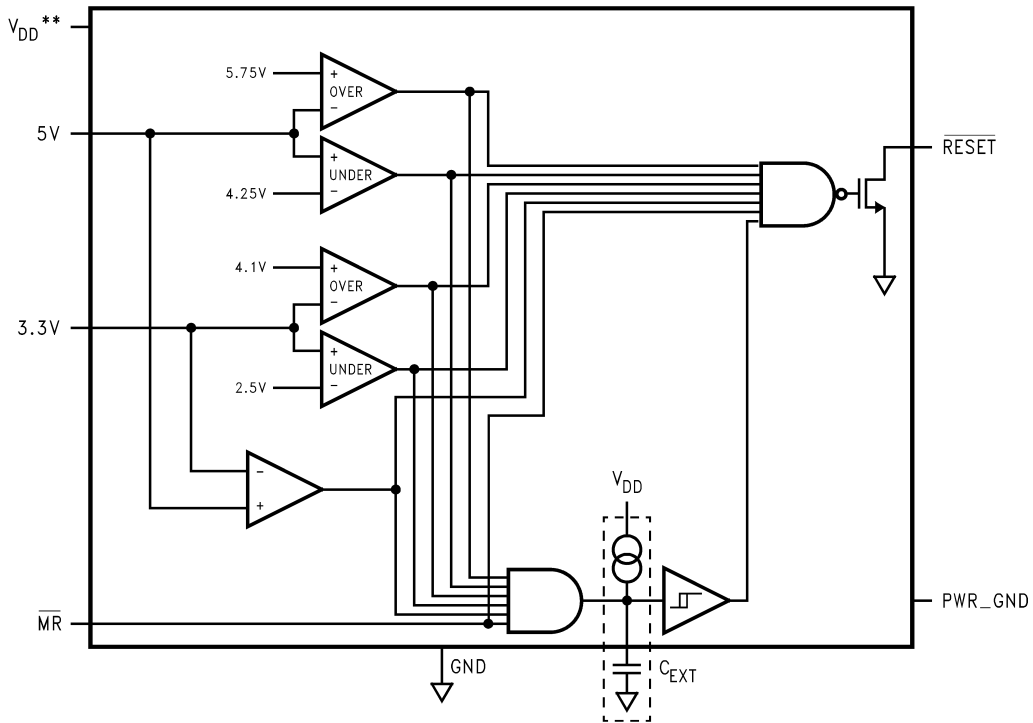 VDD**
5.75V
+
OVER
−
5V
RESET
+
UNDER
−
4.25V
4.1V
+
OVER
−
3.3V
+
UNDER
−
2.5V
−
+
VDD
MR
PWR_GND
GND
CEXT